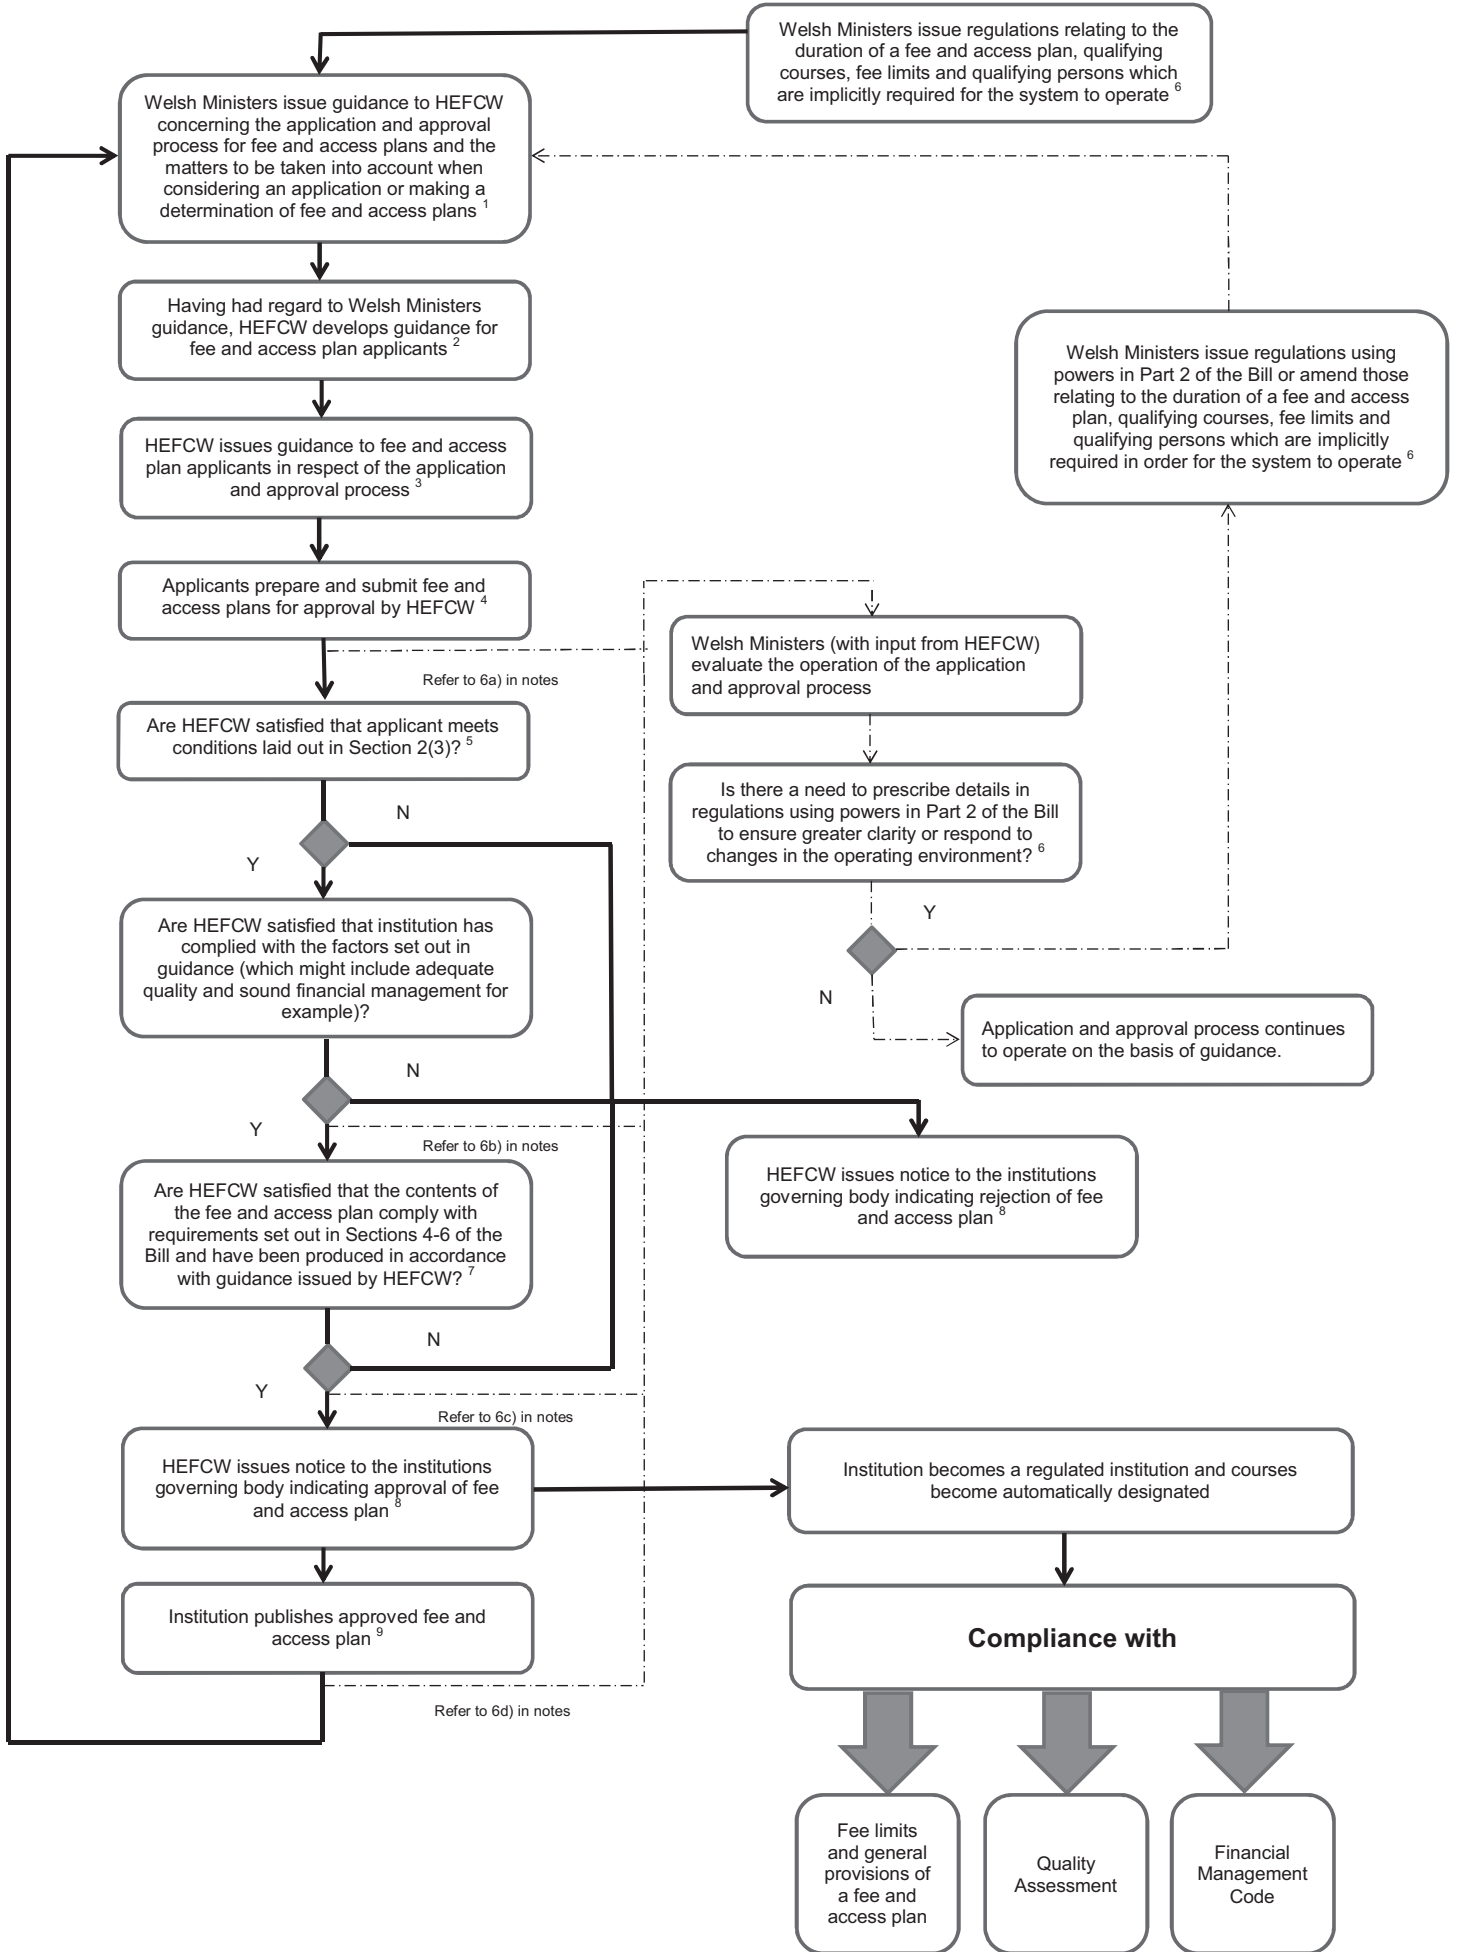 Welsh Ministers issue regulations relating to the
duration of a fee and access plan, qualifying
courses, fee limits and qualifying persons which
are implicitly required for the system to operate 6
Welsh Ministers issue guidance to HEFCW
concerning the application and approval
process for fee and access plans and the
matters to be taken into account when
considering an application or making a
determination of fee and access plans 1
Having had regard to Welsh Ministers
guidance, HEFCW develops guidance for
fee and access plan applicants 2
Welsh Ministers issue regulations using
powers in Part 2 of the Bill or amend those
relating to the duration of a fee and access
plan, qualifying courses, fee limits and
qualifying persons which are implicitly
required in order for the system to operate 6
HEFCW issues guidance to fee and access
plan applicants in respect of the application
and approval process 3
Applicants prepare and submit fee and
access plans for approval by HEFCW 4
Refer to 6a) in notes
Welsh Ministers (with input from HEFCW)
evaluate the operation of the application
and approval process
Are HEFCW satisfied that applicant meets
conditions laid out in Section 2(3)? 5
N
Y
Is there a need to prescribe details in
regulations using powers in Part 2 of the Bill
to ensure greater clarity or respond to
changes in the operating environment? 6
Y
N
Are HEFCW satisfied that institution has
complied with the factors set out in
guidance (which might include adequate
quality and sound financial management for
example)?
Application and approval process continues
to operate on the basis of guidance.
N
Y
Refer to 6b) in notes
HEFCW issues notice to the institutions
governing body indicating rejection of fee
and access plan 8
Are HEFCW satisfied that the contents of
the fee and access plan comply with
requirements set out in Sections 4-6 of the
Bill and have been produced in accordance
with guidance issued by HEFCW? 7
N
Y
Refer to 6c) in notes
HEFCW issues notice to the institutions
governing body indicating approval of fee
and access plan 8
Institution becomes a regulated institution and courses
become automatically designated
Institution publishes approved fee and
access plan 9
Refer to 6d) in notes
Compliance with
Fee limits
and general
provisions of
a fee and
access plan
Quality
Assessment
Financial
Management
Code